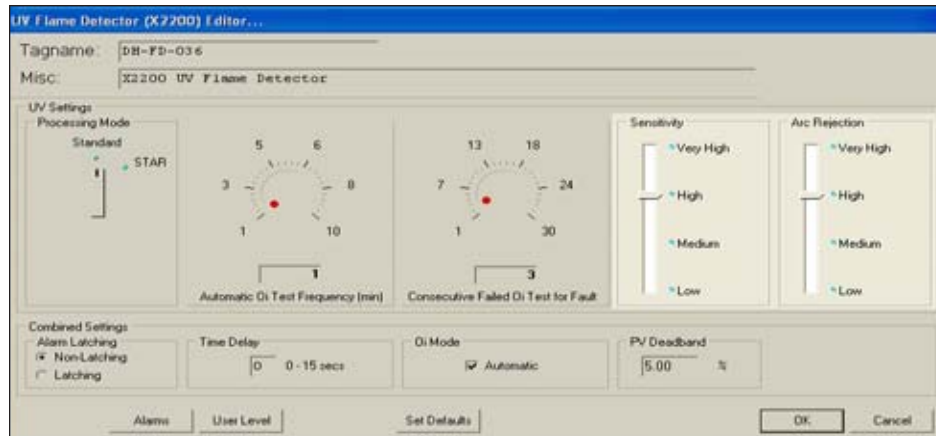 UV Flame Detector (X2200) Editor...
Tagname: DH-FD-036
Misc: X2200 UV Flame Detector
UV Settings
Processing Mode
Standard
STAR
1 3 5 6 8 10
1
Automatic Oi Test Frequency (min)
1 7 13 18 24 30
3
Consecutive Failed Oi Test for Fault
Sensitivity
Very High
High
Medium
Low
Arc Rejection
Very High
High
Medium
Low
Combined Settings
Alarm Latching
Non-Latching
Latching
Time Delay
0 0 - 15 secs
Oi Mode
Automatic
PV Deadband
5.00 %
Alarms User Level Set Defaults OK Cancel